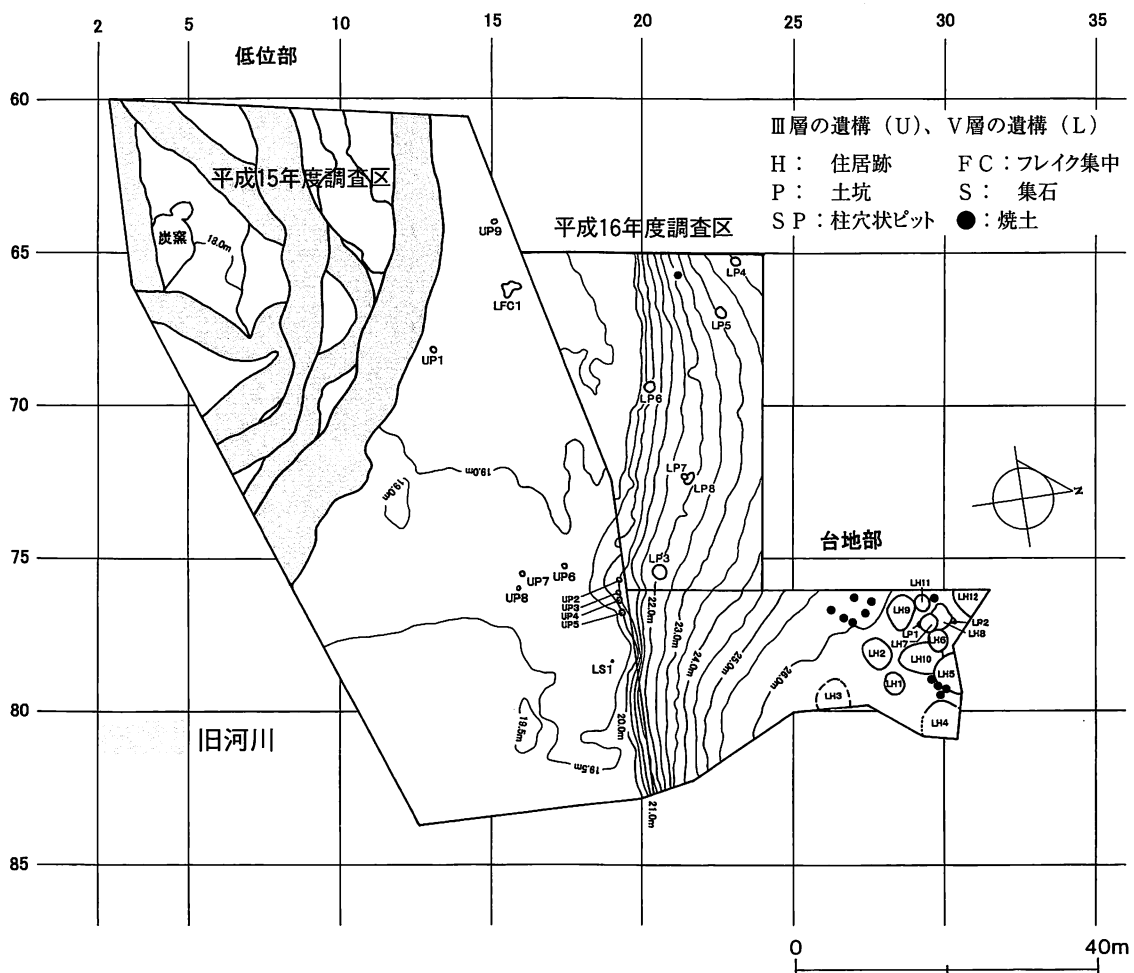 2 5 10 15 20 25 30 35
低位部
60
Ⅲ層の遺構（U）、Ⅴ層の遺構（L）
H： 住居跡 FC：フレイク集中
P： 土坑 S： 集石
SP：柱穴状ピット ●：焼土
平成15年度調査区
平成16年度調査区
炭窯
18.0m
UP9
65
LP4
LFC1
LP5
UP1
LP6
70
19.0m
19.0m
LP7
LP8
N
台地部
75
LP3
UP7 UP6
UP8
UP2
UP3
UP4
UP5
22.0m
23.0m
24.0m
25.0m
26.0m
LH11
LH9
LH12
LP2
LH8
LP1
LH7
LH6
LH2
LH10
LH5
LH1
LH3
LH4
LS1
80
19.5m
20.0m
19.5m
21.0m
旧河川
85
0 40m